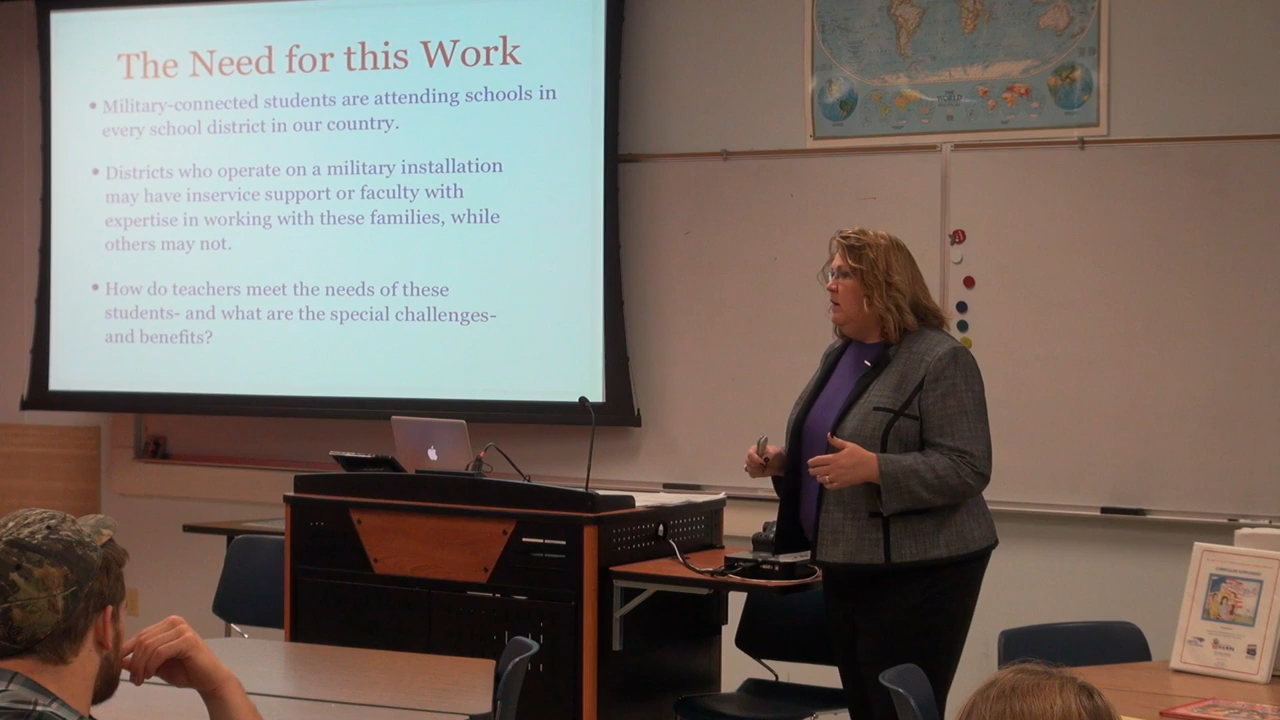 The Need for this Work
• Military-connected students are attending schools in
every school district in our country.
• Districts who operate on a military installation
may have inservice support or faculty with
expertise in working with these families, while
others may not.
• How do teachers meet the needs of these
students- and what are the special challenges-
and benefits?
THE
WORLD